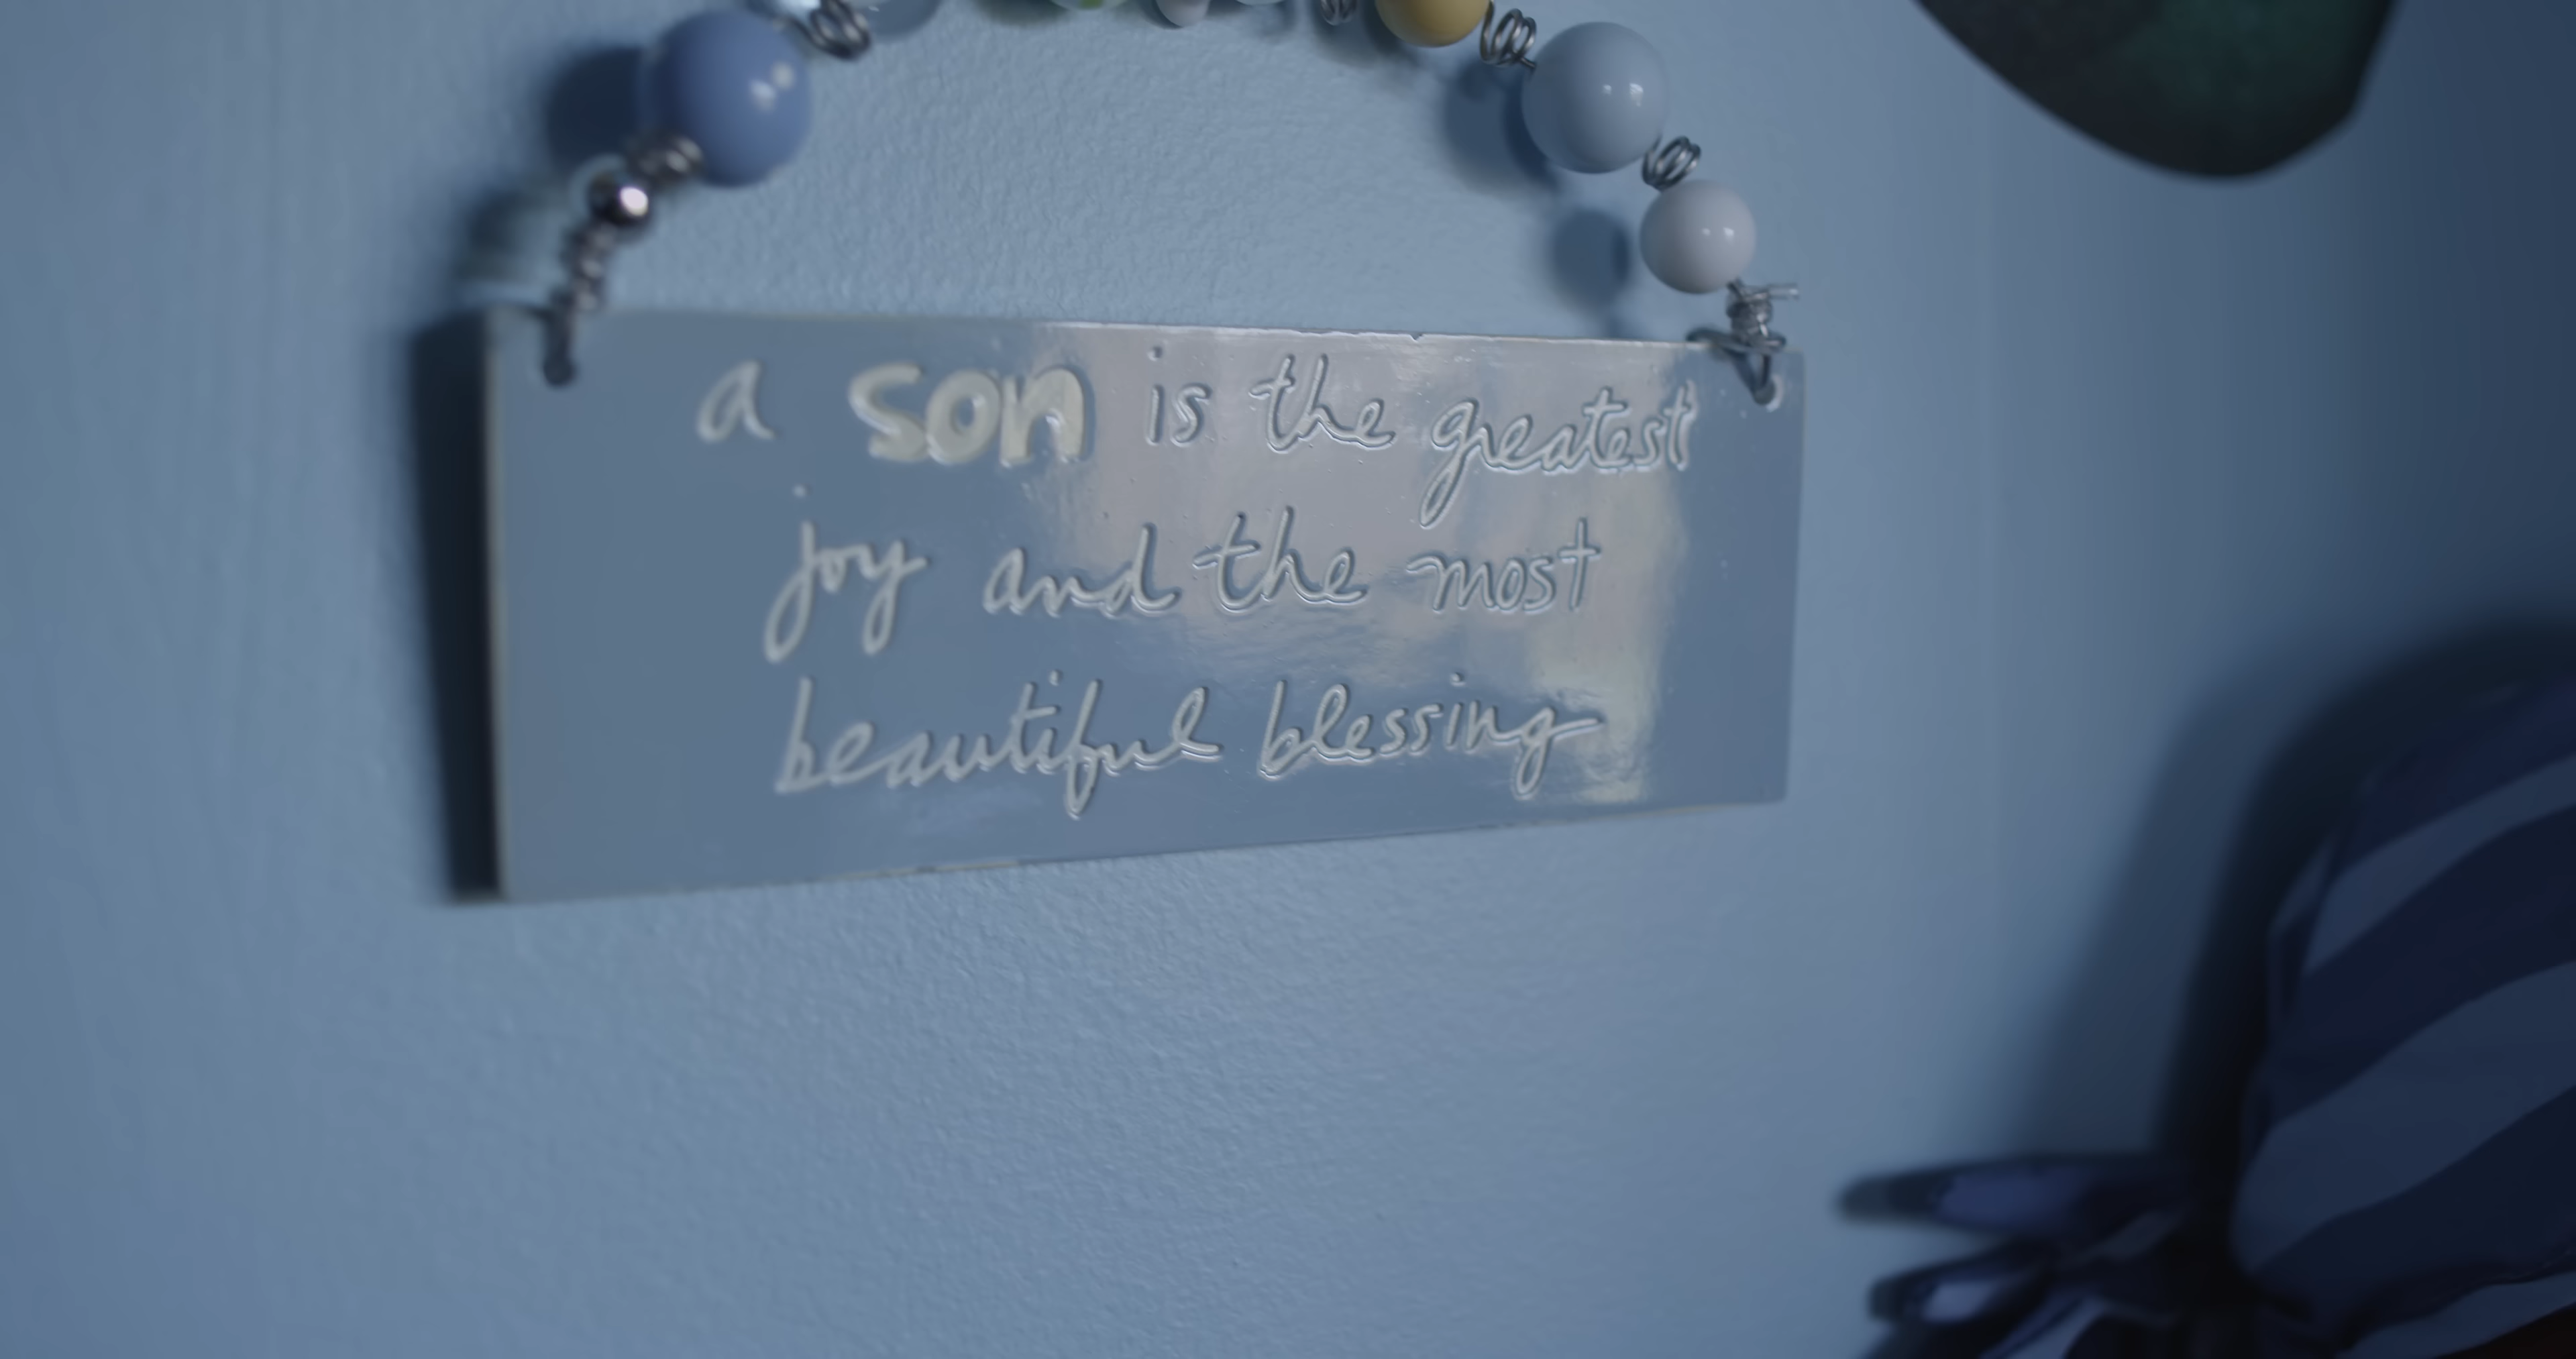 a son is the greatest
joy and the most
beautiful blessing